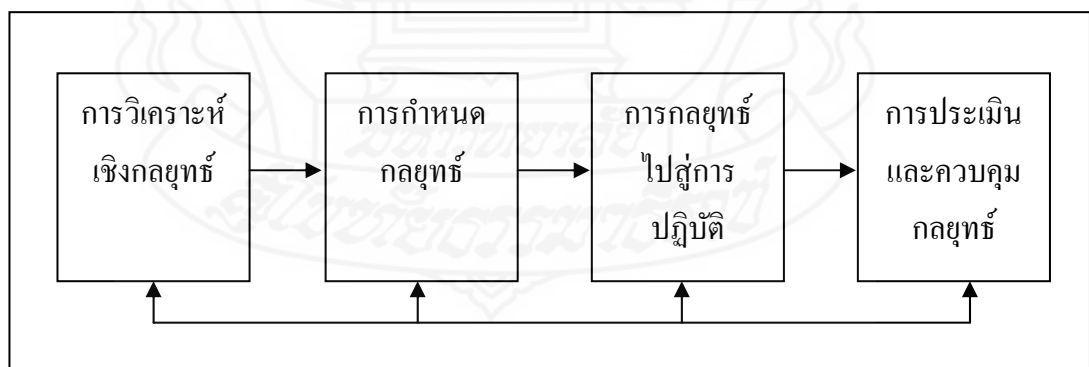 การวิเคราะห์
เชิงกลยุทธ์
การกำหนด
กลยุทธ์
การกลยุทธ์
ไปสู่การ
ปฏิบัติ
การประเมิน
และควบคุม
กลยุทธ์